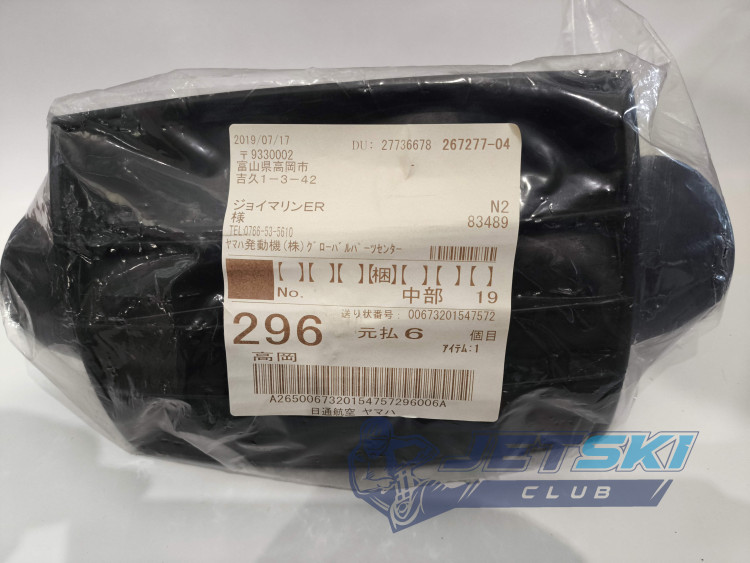 2019/07/17
DU: 27736678 267277-04
〒9330002
富山県高岡市
吉久1-3-42
ジョイマリンER
N2
様
83489
TEL0766-53-5610
ヤマハ発動機(株)グローバルパーツセンター
【 】【 】【 】【梱】【 】【 】【 】
No. 中部 19
送り状番号: 00673201547572
296 元払 6 個目
高岡
アイテム:1
A26500673201547572960​06A
日通航空 ヤマハ
JETSKI
CLUB